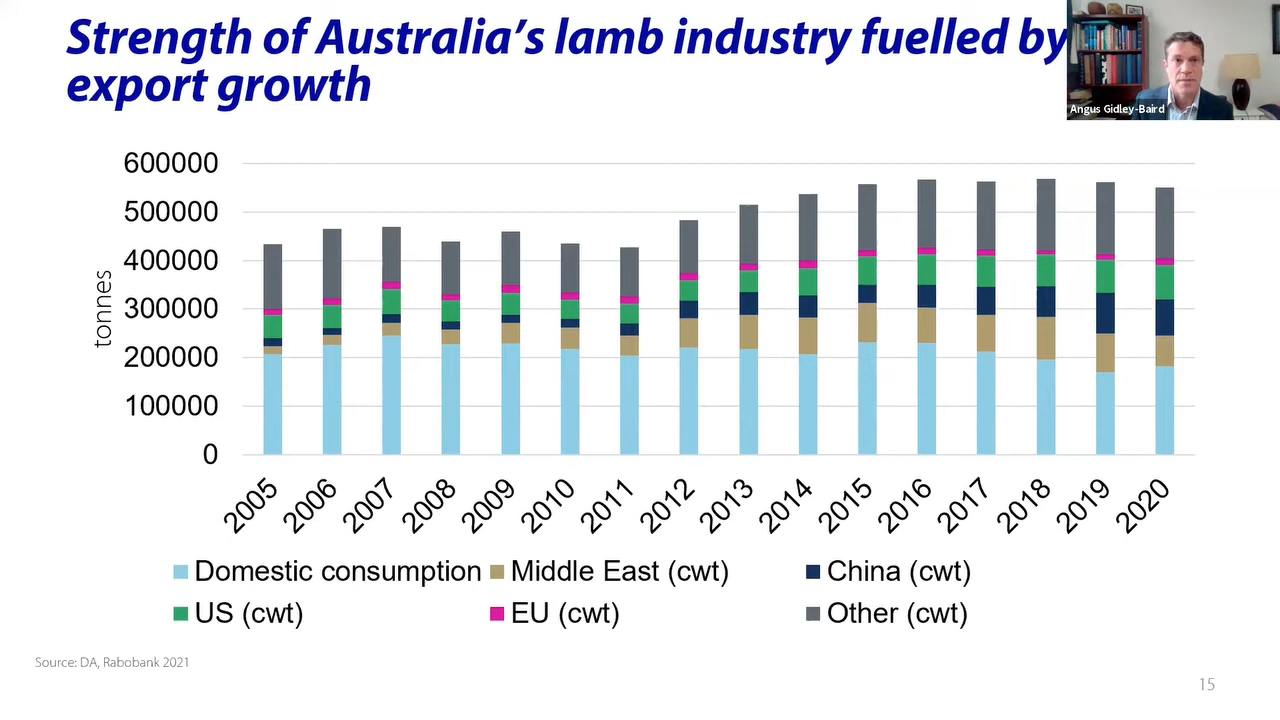 Strength of Australia's lamb industry fuelled by
export growth
Angus Gidley-Baird
600000
500000
400000
300000
200000
100000
0
tonnes
2005 2006 2007 2008 2009 2010 2011 2012 2013 2014 2015 2016 2017 2018 2019 2020
Domestic consumption Middle East (cwt) China (cwt)
US (cwt) EU (cwt) Other (cwt)
Source: DA, Rabobank 2021
15